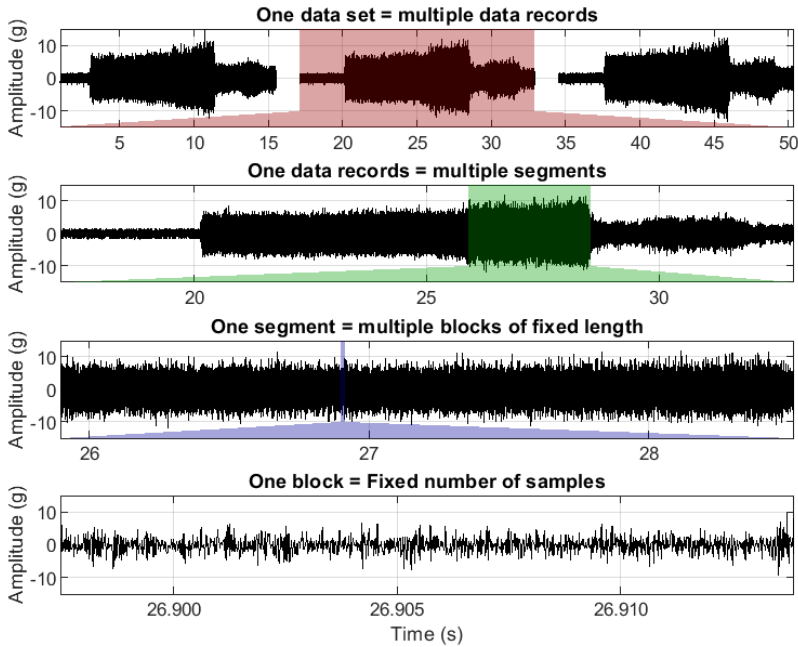 One data set = multiple data records
Amplitude (g)
10
0
-10
5 10 15 20 25 30 35 40 45 50
One data records = multiple segments
Amplitude (g)
10
0
-10
20 25 30
One segment = multiple blocks of fixed length
Amplitude (g)
10
0
-10
26 27 28
One block = Fixed number of samples
Amplitude (g)
10
0
-10
26.900 26.905 26.910
Time (s)